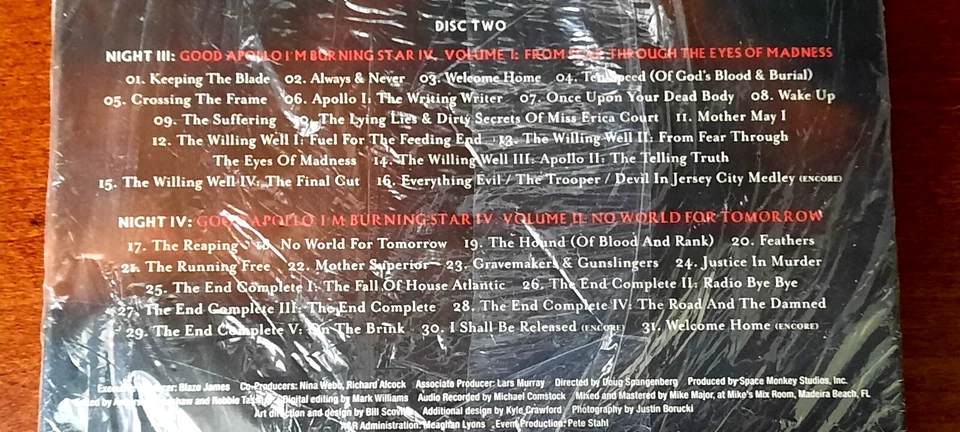 DISC TWO
NIGHT III: GOOD APOLLO I'M BURNING STAR IV, VOLUME I: FROM FEAR THROUGH THE EYES OF MADNESS
01. Keeping The Blade 02. Always & Never 03. Welcome Home 04. Ten Speed (Of God's Blood & Burial)
05. Crossing The Frame 06. Apollo I: The Writing Writer 07. Once Upon Your Dead Body 08. Wake Up
09. The Suffering 10. The Lying Lies & Dirty Secrets Of Miss Erica Court 11. Mother May I
12. The Willing Well I: Fuel For The Feeding End 13. The Willing Well II: From Fear Through
The Eyes Of Madness 14. The Willing Well III: Apollo II: The Telling Truth
15. The Willing Well IV: The Final Cut 16. Everything Evil / The Trooper / Devil In Jersey City Medley (ENCORE)
NIGHT IV: GOOD APOLLO I'M BURNING STAR IV VOLUME II: NO WORLD FOR TOMORROW
17. The Reaping 18. No World For Tomorrow 19. The Hound (Of Blood And Rank) 20. Feathers
21. The Running Free 22. Mother Superior 23. Gravemakers & Gunslingers 24. Justice In Murder
25. The End Complete I: The Fall Of House Atlantic 26. The End Complete II: Radio Bye Bye
27. The End Complete III: The End Complete 28. The End Complete IV: The Road And The Damned
29. The End Complete V: On The Brink 30. I Shall Be Released (ENCORE) 31. Welcome Home (ENCORE)
Executive Producer: Blaze James Co-Producers: Nina Webb, Richard Alcock Associate Producer: Lars Murray Directed by Doug Spangenberg Produced by Space Monkey Studios, Inc.
and Robbie Digital editing by Mark Williams Audio Recorded by Michael Comstock Mixed and Mastered by Mike Major, at Mike's Mix Room, Madeira Beach, FL
Art direction and design by Bill Additional design by Kyle Crawford Photography by Justin Borucki
A&R Administration: Meaghan Lyons Event Production: Pete Stahl